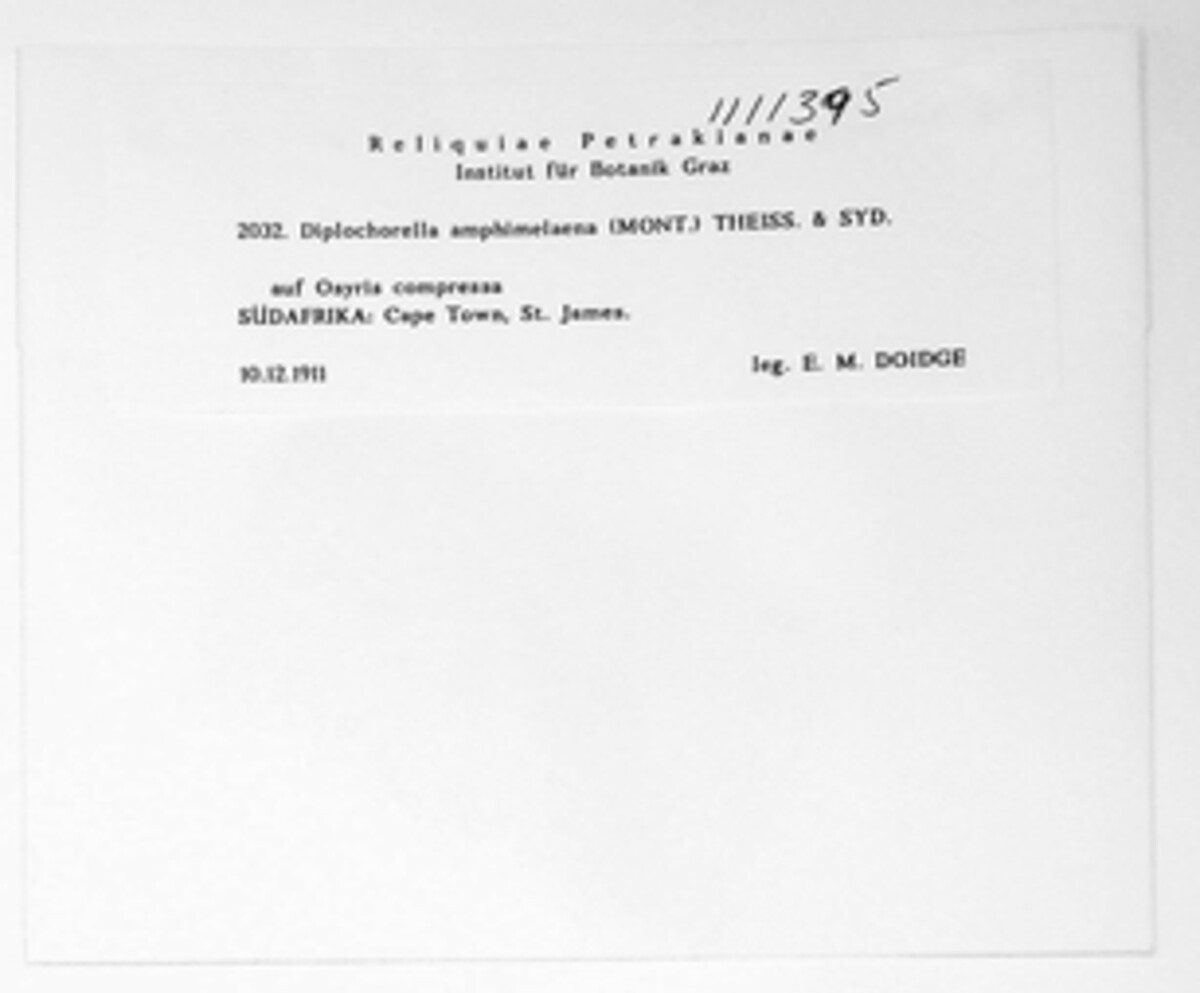 1111395
Reliquiae Petrakianae
Institut für Botanik Graz
2032. Diplochorella amphimelaena (MONT.) THEISS. & SYD.
auf Osyris compressa
SÜDAFRIKA: Cape Town, St. James.
10.12.1911
leg. E. M. DOIDGE